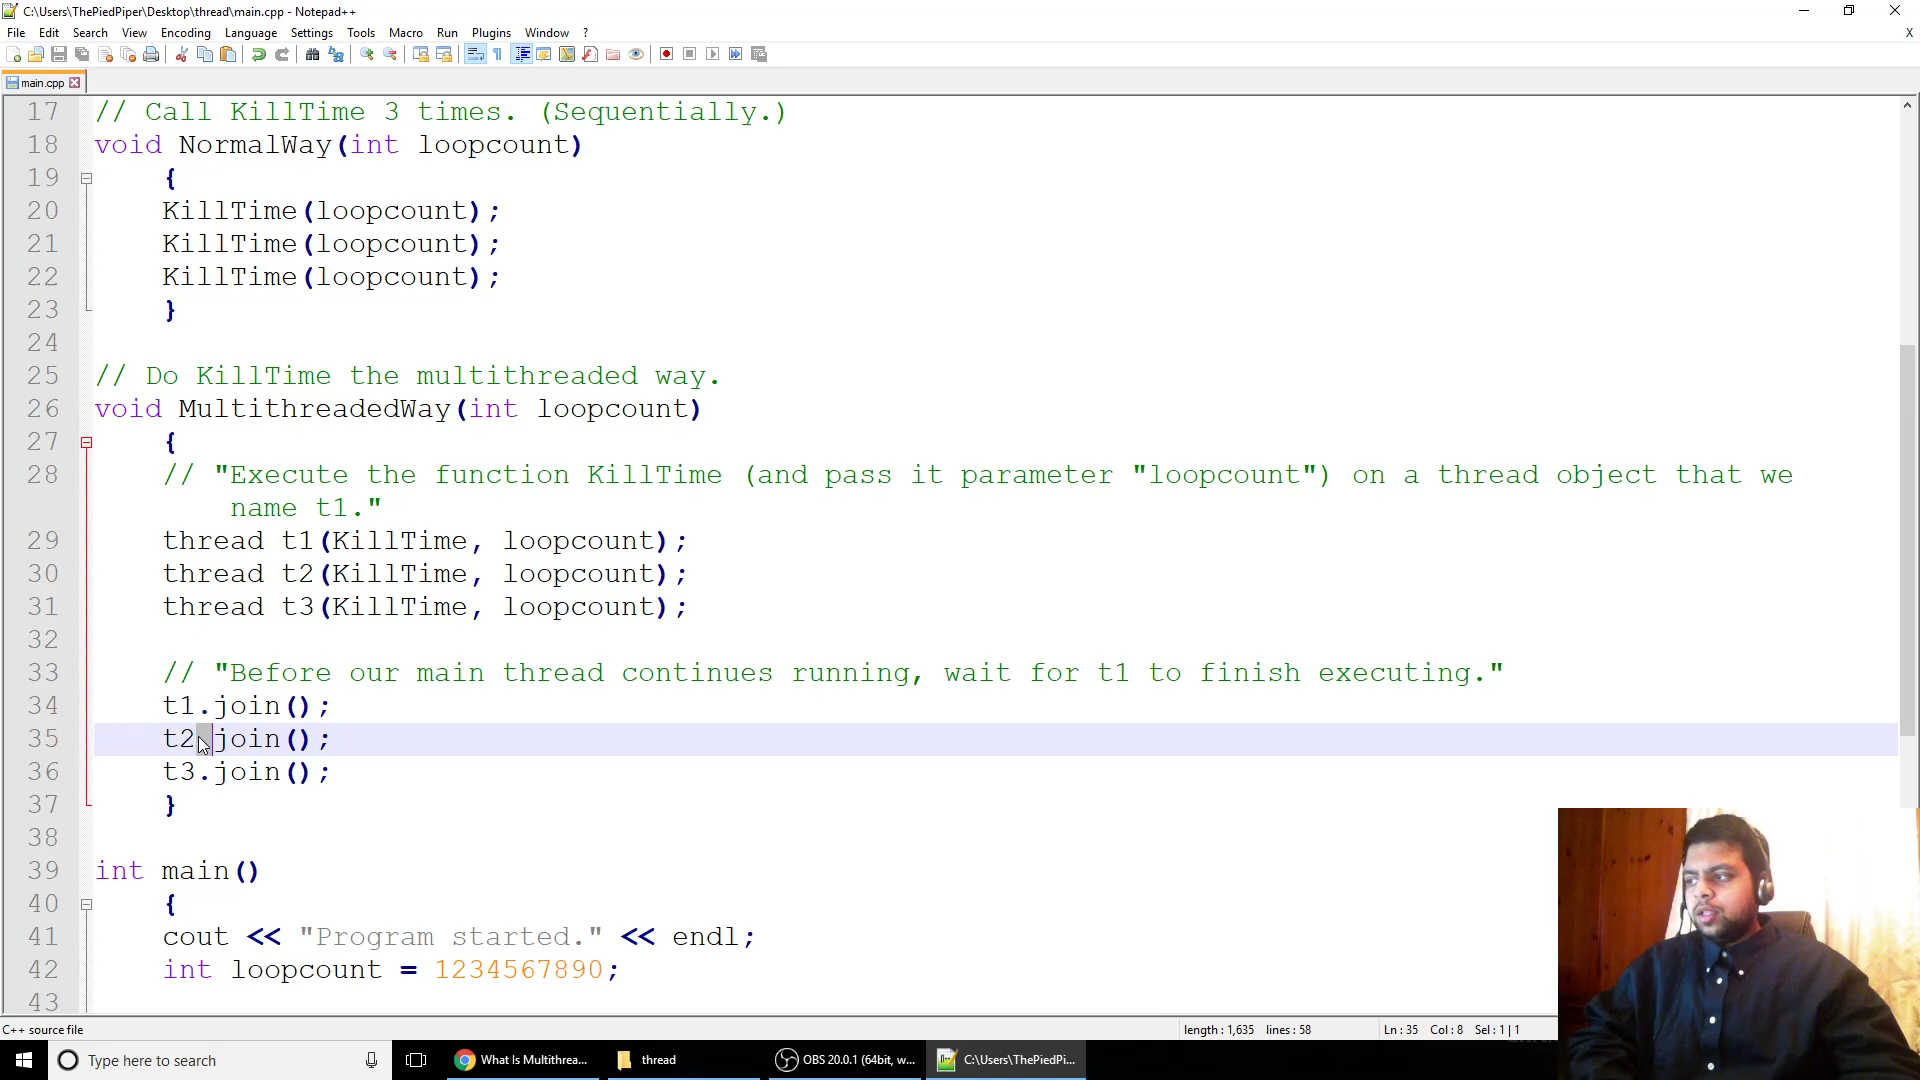 C:\Users\ThePiedPiper\Desktop\thread\main.cpp - Notepad++
File Edit Search View Encoding Language Settings Tools Macro Run Plugins Window ? X
main.cpp
17 // Call KillTime 3 times. (Sequentially.)
18 void NormalWay(int loopcount)
19 {
20 KillTime(loopcount);
21 KillTime(loopcount);
22 KillTime(loopcount);
23 }
24
25 // Do KillTime the multithreaded way.
26 void MultithreadedWay(int loopcount)
27 {
28 // "Execute the function KillTime (and pass it parameter "loopcount") on a thread object that we
name t1."
29 thread t1(KillTime, loopcount);
30 thread t2(KillTime, loopcount);
31 thread t3(KillTime, loopcount);
32
33 // "Before our main thread continues running, wait for t1 to finish executing."
34 t1.join();
35 t2.join();
36 t3.join();
37 }
38
39 int main()
40 {
41 cout << "Program started." << endl;
42 int loopcount = 1234567890;
43
C++ source file length : 1,635 lines : 58 Ln : 35 Col : 8 Sel : 1 | 1
Type here to search What Is Multithrea... thread OBS 20.0.1 (64bit, w... C:\Users\ThePiedPi...